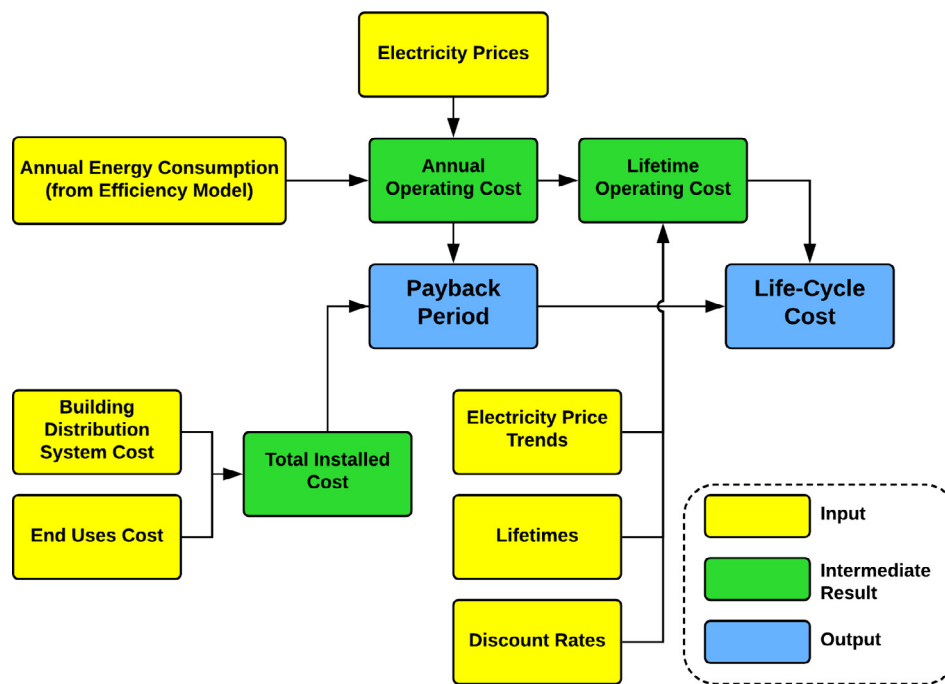 Electricity Prices
Annual Energy Consumption
(from Efficiency Model)
Annual
Operating Cost
Lifetime
Operating Cost
Payback
Period
Life-Cycle
Cost
Building
Distribution
System Cost
Total Installed
Cost
End Uses Cost
Electricity Price
Trends
Lifetimes
Discount Rates
Input
Intermediate
Result
Output